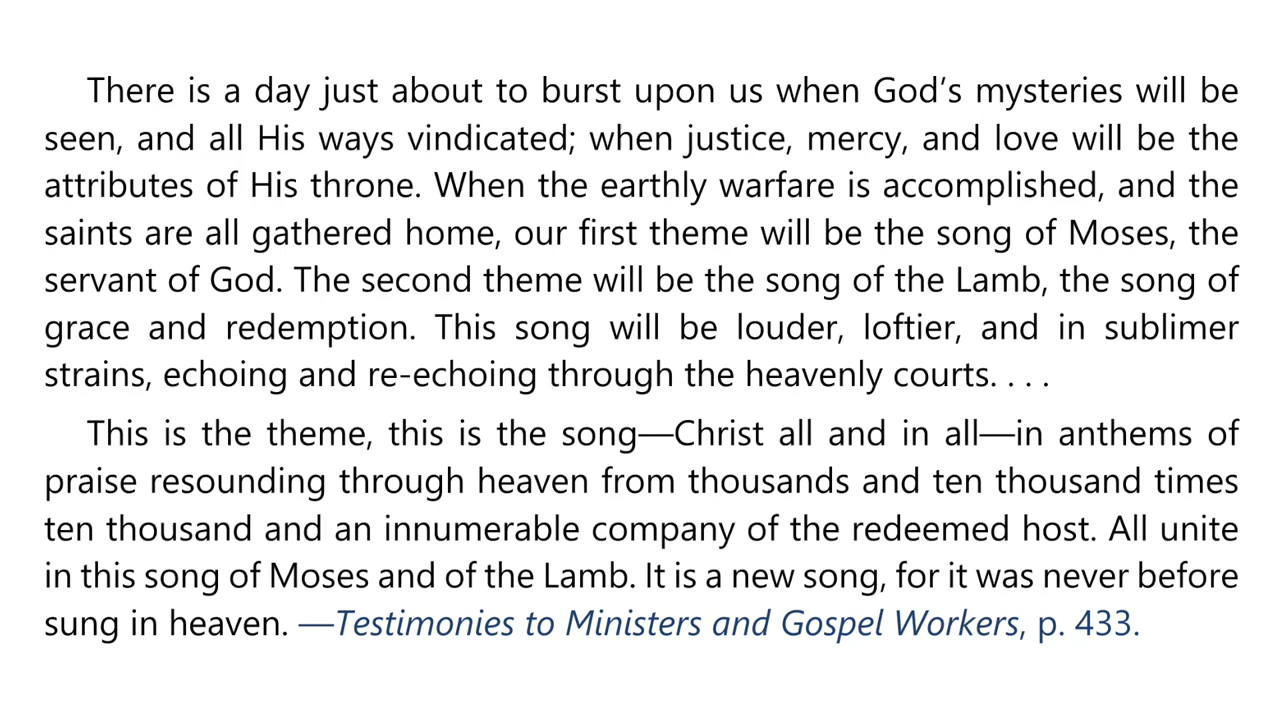 There is a day just about to burst upon us when God’s mysteries will be
seen, and all His ways vindicated; when justice, mercy, and love will be the
attributes of His throne. When the earthly warfare is accomplished, and the
saints are all gathered home, our first theme will be the song of Moses, the
servant of God. The second theme will be the song of the Lamb, the song of
grace and redemption. This song will be louder, loftier, and in sublimer
strains, echoing and re-echoing through the heavenly courts. . . .
This is the theme, this is the song—Christ all and in all—in anthems of
praise resounding through heaven from thousands and ten thousand times
ten thousand and an innumerable company of the redeemed host. All unite
in this song of Moses and of the Lamb. It is a new song, for it was never before
sung in heaven. —Testimonies to Ministers and Gospel Workers, p. 433.